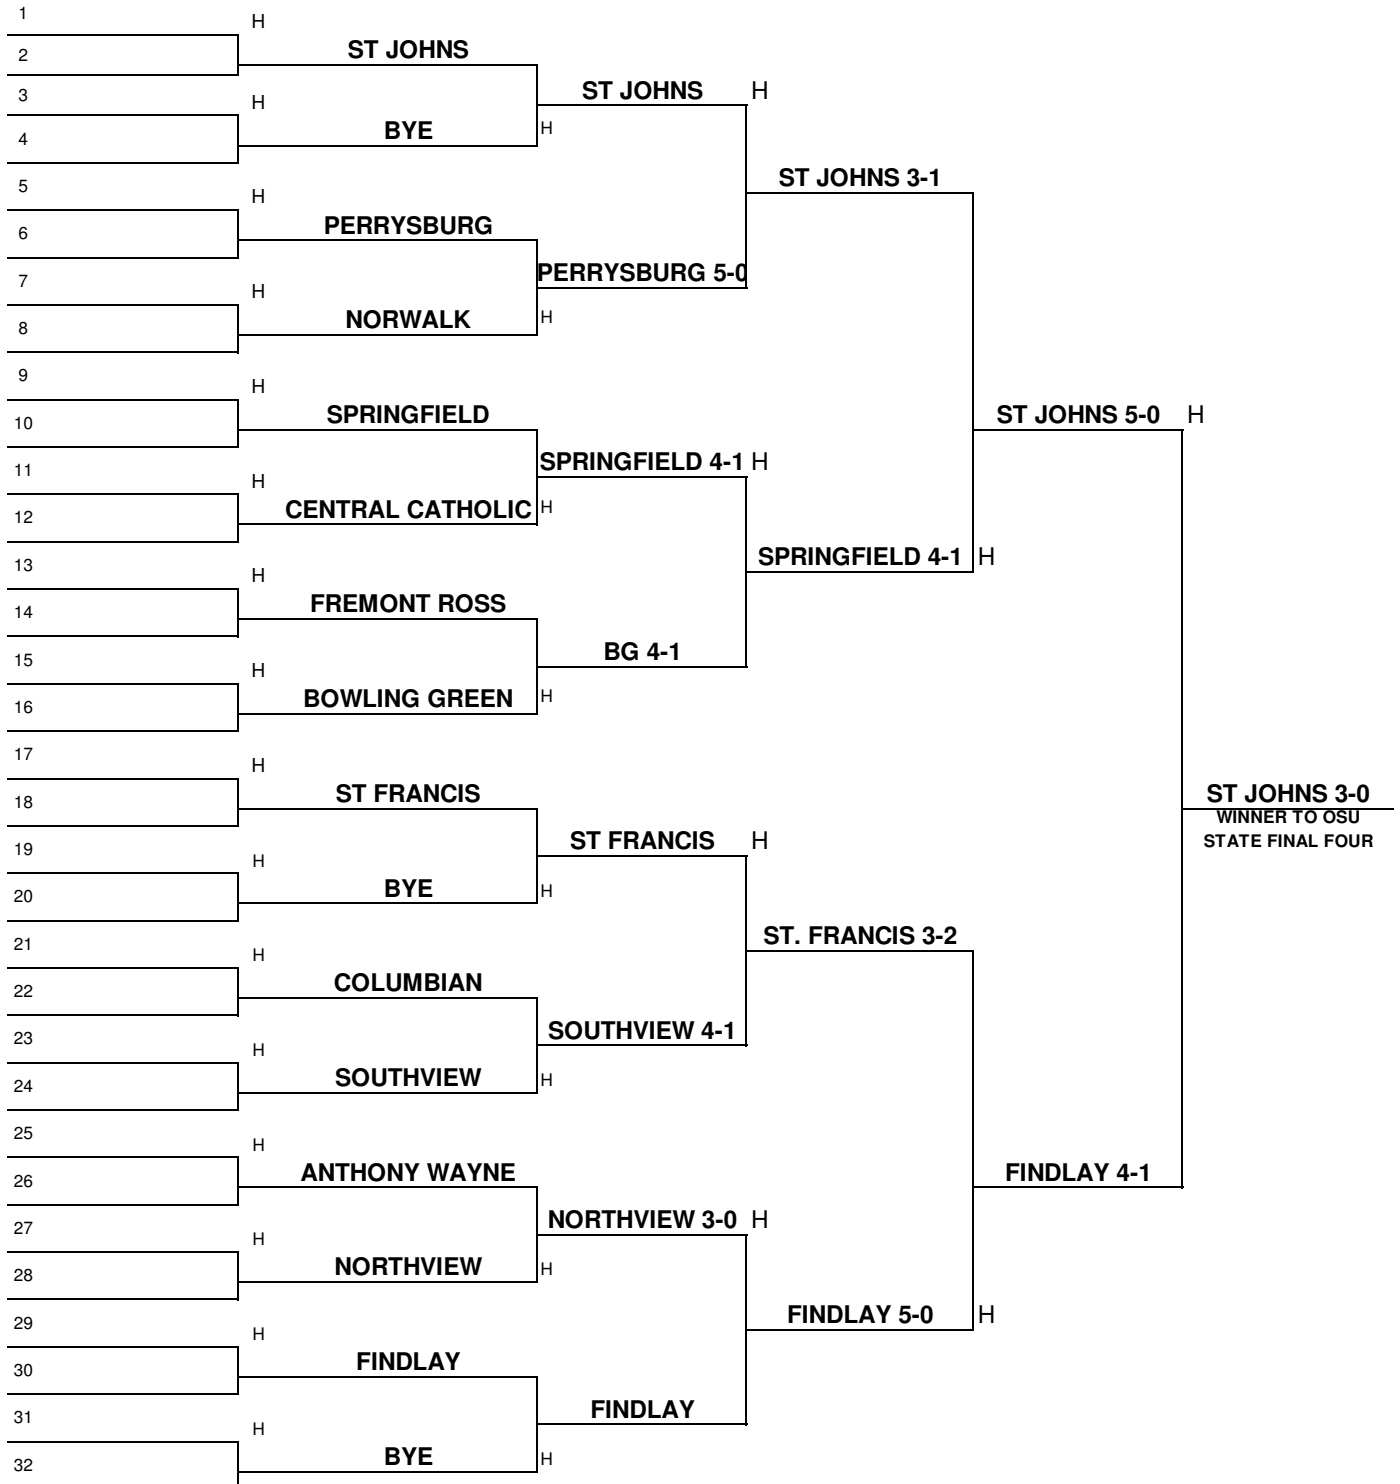 1
H
2
ST JOHNS
3
H
ST JOHNS H
4
BYE
H
5
H
ST JOHNS 3-1
6
PERRYSBURG
7
H
PERRYSBURG 5-0
8
NORWALK
H
9
H
10
SPRINGFIELD
ST JOHNS 5-0 H
11
H
SPRINGFIELD 4-1 H
12
CENTRAL CATHOLIC
H
13
H
SPRINGFIELD 4-1 H
14
FREMONT ROSS
15
H
BG 4-1
16
BOWLING GREEN
H
17
H
18
ST FRANCIS
ST JOHNS 3-0
WINNER TO OSU
STATE FINAL FOUR
19
H
ST FRANCIS H
20
BYE
H
21
H
ST. FRANCIS 3-2
22
COLUMBIAN
23
H
SOUTHVIEW 4-1
24
SOUTHVIEW
H
25
H
26
ANTHONY WAYNE
FINDLAY 4-1
27
H
NORTHVIEW 3-0 H
28
NORTHVIEW
H
29
H
FINDLAY 5-0 H
30
FINDLAY
31
H
FINDLAY
32
BYE
H